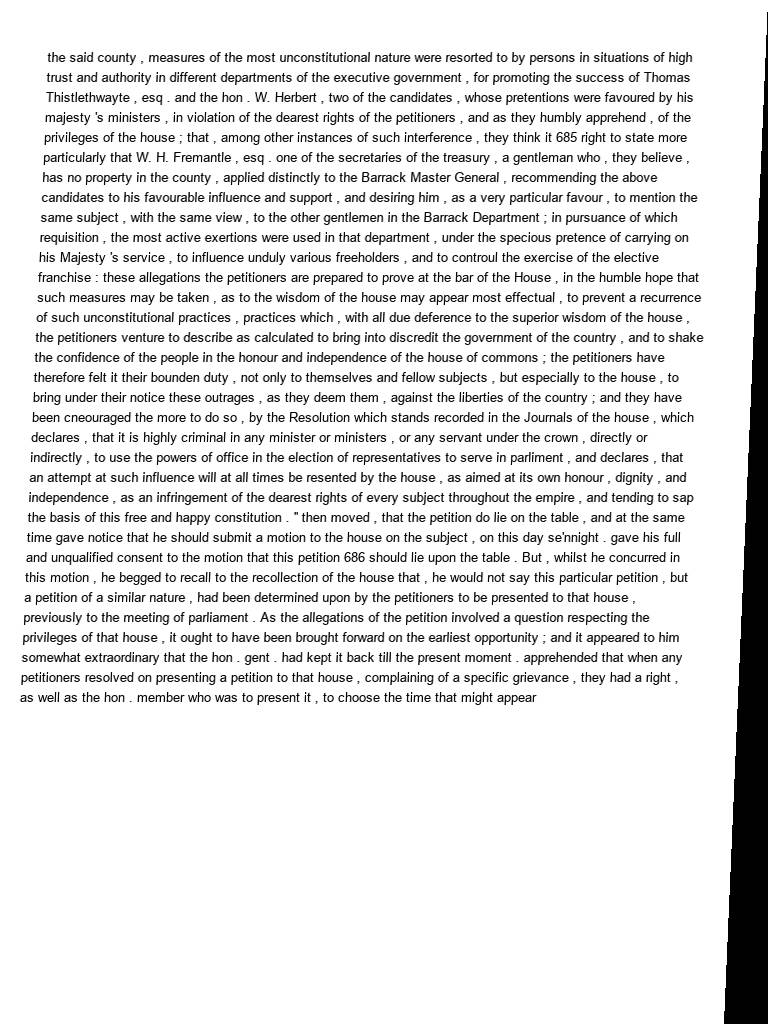 the said county , measures of the most unconstitutional nature were resorted to by persons in situations of high
trust and authority in different departments of the executive government , for promoting the success of Thomas
Thistlethwayte , esq . and the hon . W. Herbert , two of the candidates , whose pretentions were favoured by his
majesty 's ministers , in violation of the dearest rights of the petitioners , and as they humbly apprehend , of the
privileges of the house ; that , among other instances of such interference , they think it 685 right to state more
particularly that W. H. Fremantle , esq . one of the secretaries of the treasury , a gentleman who , they believe ,
has no property in the county , applied distinctly to the Barrack Master General , recommending the above
candidates to his favourable influence and support , and desiring him , as a very particular favour , to mention the
same subject , with the same view , to the other gentlemen in the Barrack Department ; in pursuance of which
requisition , the most active exertions were used in that department , under the specious pretence of carrying on
his Majesty 's service , to influence unduly various freeholders , and to controul the exercise of the elective
franchise : these allegations the petitioners are prepared to prove at the bar of the House , in the humble hope that
such measures may be taken , as to the wisdom of the house may appear most effectual , to prevent a recurrence
of such unconstitutional practices , practices which , with all due deference to the superior wisdom of the house ,
the petitioners venture to describe as calculated to bring into discredit the government of the country , and to shake
the confidence of the people in the honour and independence of the house of commons ; the petitioners have
therefore felt it their bounden duty , not only to themselves and fellow subjects , but especially to the house , to
bring under their notice these outrages , as they deem them , against the liberties of the country ; and they have
been cneouraged the more to do so , by the Resolution which stands recorded in the Journals of the house , which
declares , that it is highly criminal in any minister or ministers , or any servant under the crown , directly or
indirectly , to use the powers of office in the election of representatives to serve in parliment , and declares , that
an attempt at such influence will at all times be resented by the house , as aimed at its own honour , dignity , and
independence , as an infringement of the dearest rights of every subject throughout the empire , and tending to sap
the basis of this free and happy constitution . " then moved , that the petition do lie on the table , and at the same
time gave notice that he should submit a motion to the house on the subject , on this day se'nnight . gave his full
and unqualified consent to the motion that this petition 686 should lie upon the table . But , whilst he concurred in
this motion , he begged to recall to the recollection of the house that , he would not say this particular petition , but
a petition of a similar nature , had been determined upon by the petitioners to be presented to that house ,
previously to the meeting of parliament . As the allegations of the petition involved a question respecting the
privileges of that house , it ought to have been brought forward on the earliest opportunity ; and it appeared to him
somewhat extraordinary that the hon . gent . had kept it back till the present moment . apprehended that when any
petitioners resolved on presenting a petition to that house , complaining of a specific grievance , they had a right ,
as well as the hon . member who was to present it , to choose the time that might appear